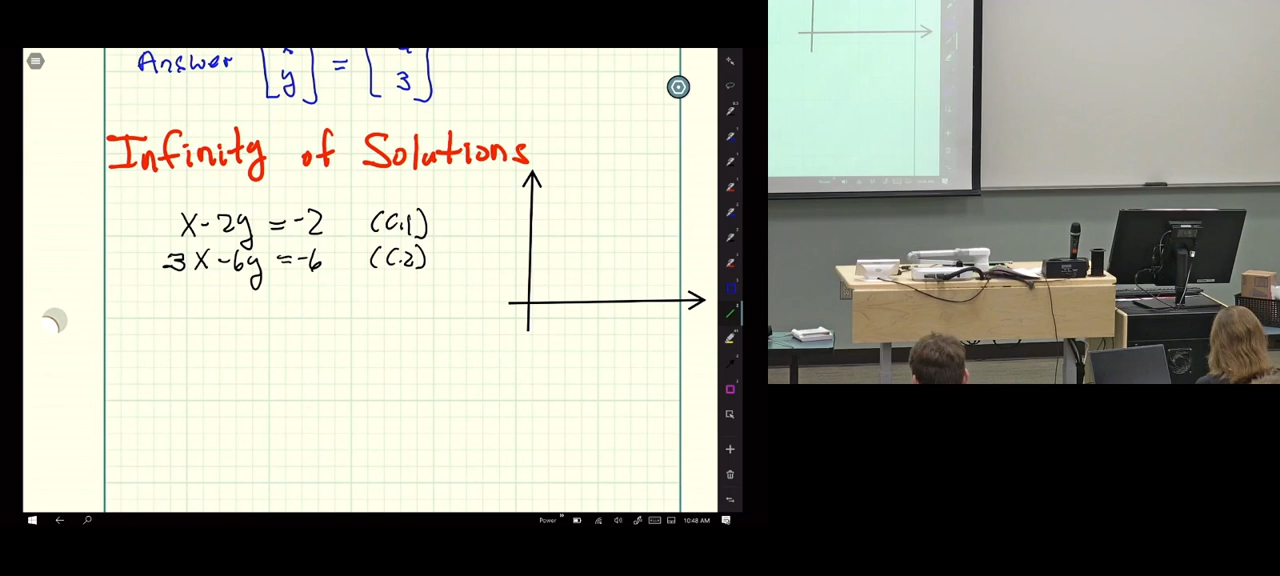 Answer [ y ] = [ 3 ]
Infinity of Solutions
x - 2y = -2 (C.1)
3x - 6y = -6 (C.2)
Power
10:48 AM